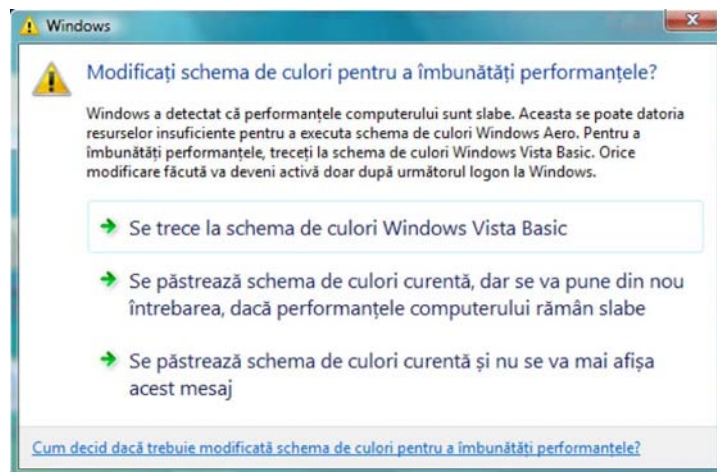 Windows
Modificați schema de culori pentru a îmbunătăți performanțele?
Windows a detectat că performanțele computerului sunt slabe. Aceasta se poate datoria
resurselor insuficiente pentru a executa schema de culori Windows Aero. Pentru a
îmbunătăți performanțele, treceți la schema de culori Windows Vista Basic. Orice
modificare făcută va deveni activă doar după următorul logon la Windows.
Se trece la schema de culori Windows Vista Basic
Se păstrează schema de culori curentă, dar se va pune din nou
întrebarea, dacă performanțele computerului rămân slabe
Se păstrează schema de culori curentă și nu se va mai afișa
acest mesaj
Cum decid dacă trebuie modificată schema de culori pentru a îmbunătăți performanțele?